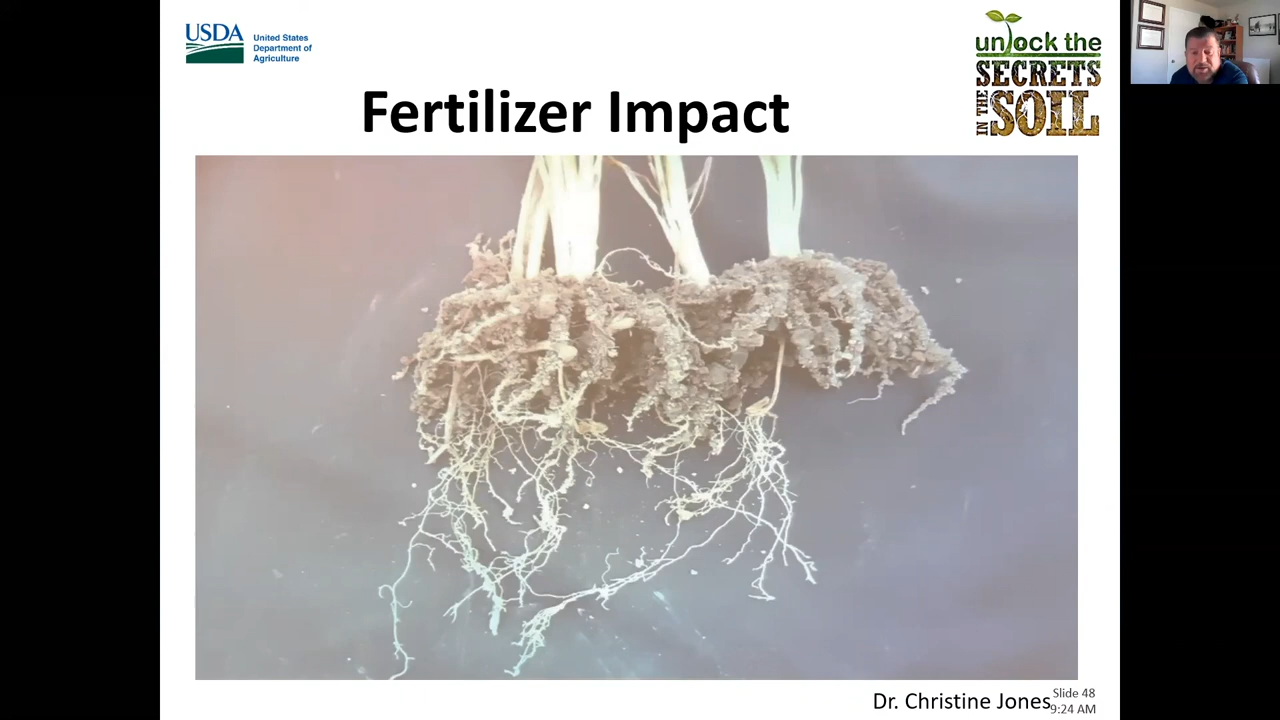 USDA
United States
Department of
Agriculture
unlock the
SECRETS
IN THE
SOIL
Fertilizer Impact
Dr. Christine Jones
Slide 48
9:24 AM